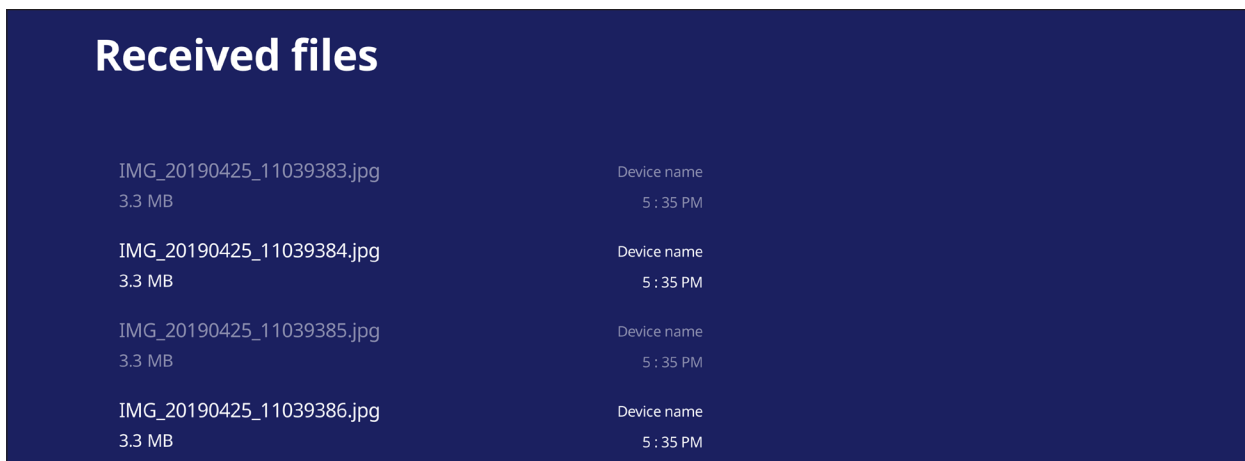 Received files
IMG_20190425_11039383.jpg Device name
3.3 MB 5 : 35 PM
IMG_20190425_11039384.jpg Device name
3.3 MB 5 : 35 PM
IMG_20190425_11039385.jpg Device name
3.3 MB 5 : 35 PM
IMG_20190425_11039386.jpg Device name
3.3 MB 5 : 35 PM